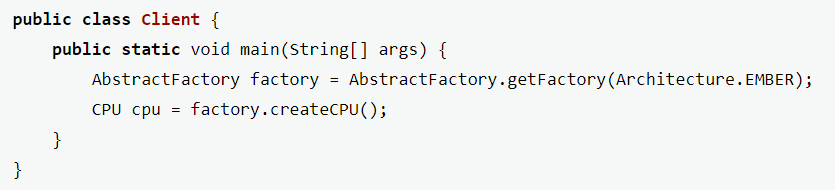 public class Client {
    public static void main(String[] args) {
        AbstractFactory factory = AbstractFactory.getFactory(Architecture.EMBER);
        CPU cpu = factory.createCPU();
    }
}